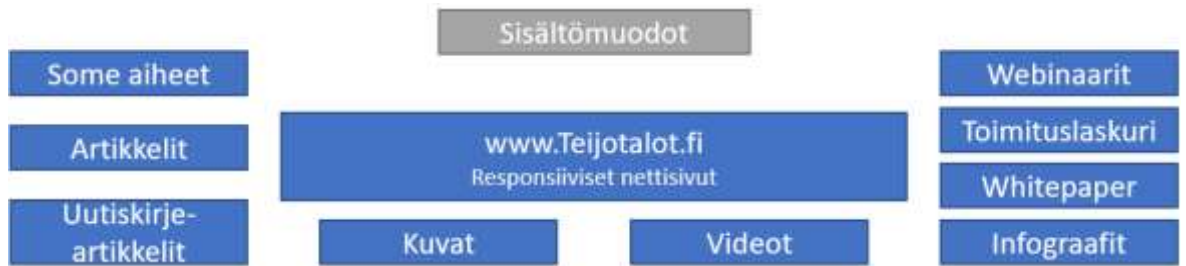 Sisältömuodot
Some aiheet
Artikkelit
Uutiskirje-
artikkelit
www.Teijotalot.fi
Responsiiviset nettisivut
Kuvat
Videot
Webinaarit
Toimituslaskuri
Whitepaper
Infograafit